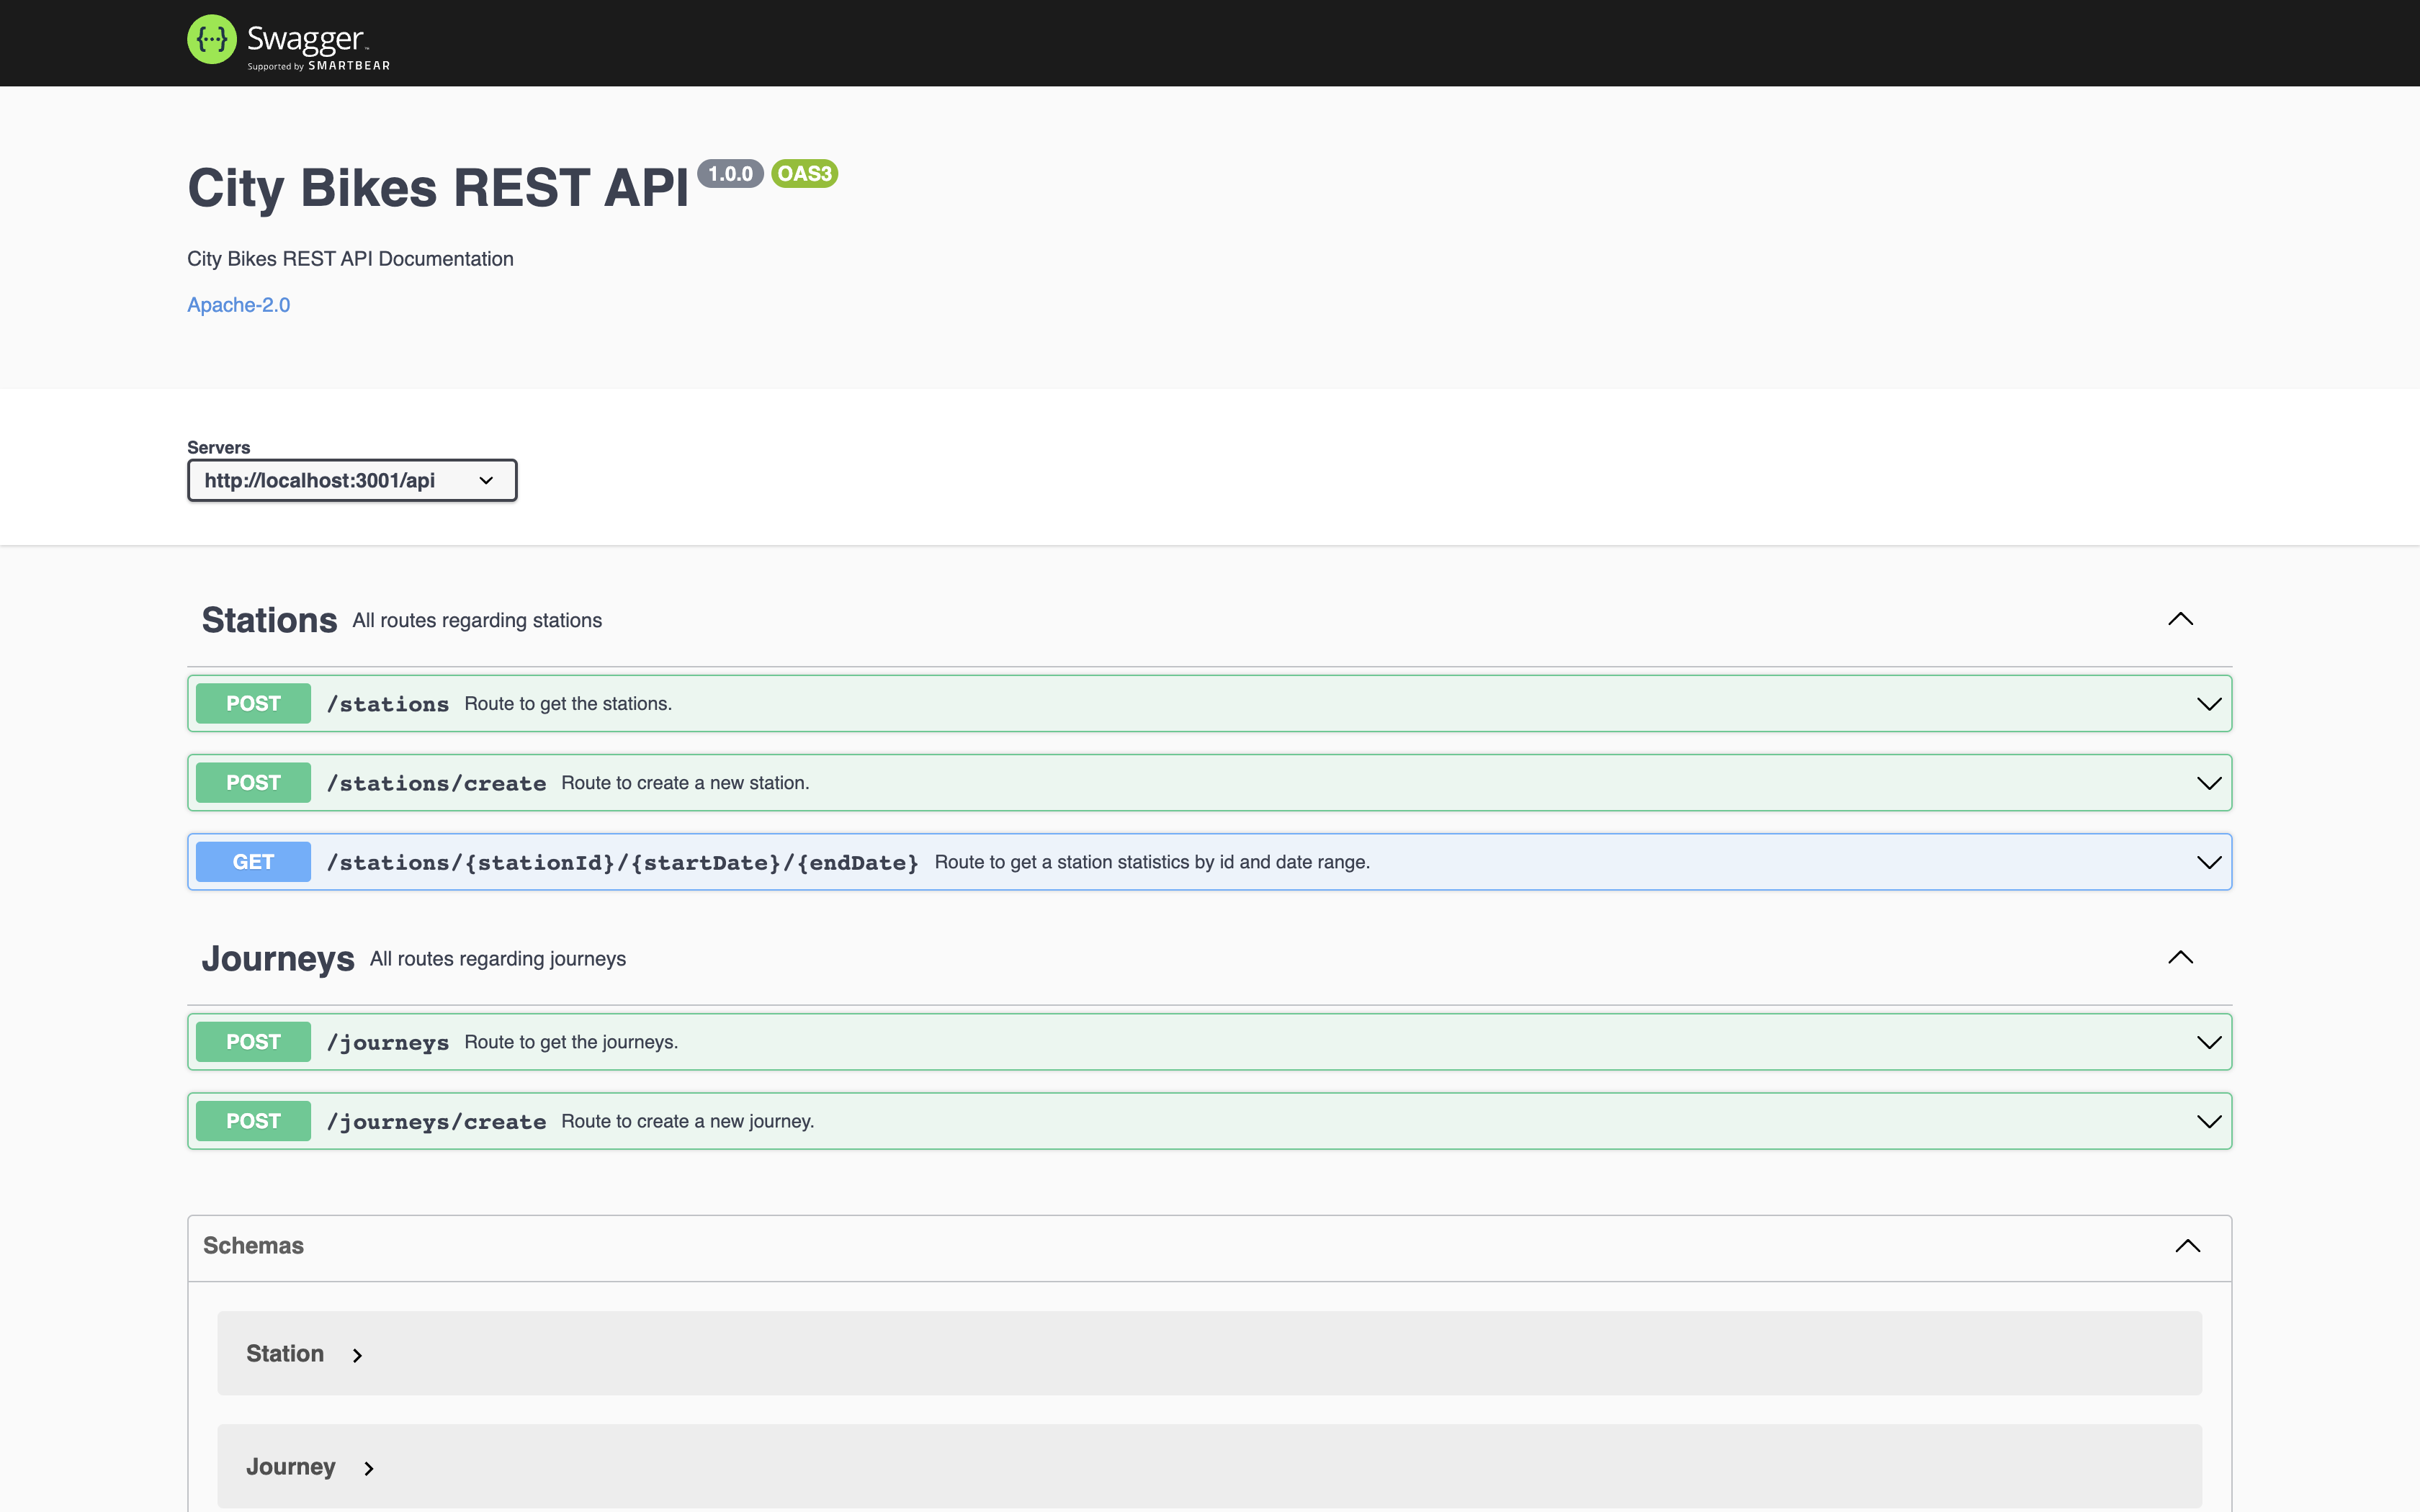 {···} Swagger™
Supported by SMARTBEAR
City Bikes REST API 1.0.0 OAS3
City Bikes REST API Documentation
Apache-2.0
Servers
http://localhost:3001/api
Stations All routes regarding stations
POST /stations Route to get the stations.
POST /stations/create Route to create a new station.
GET /stations/{stationId}/{startDate}/{endDate} Route to get a station statistics by id and date range.
Journeys All routes regarding journeys
POST /journeys Route to get the journeys.
POST /journeys/create Route to create a new journey.
Schemas
Station
Journey